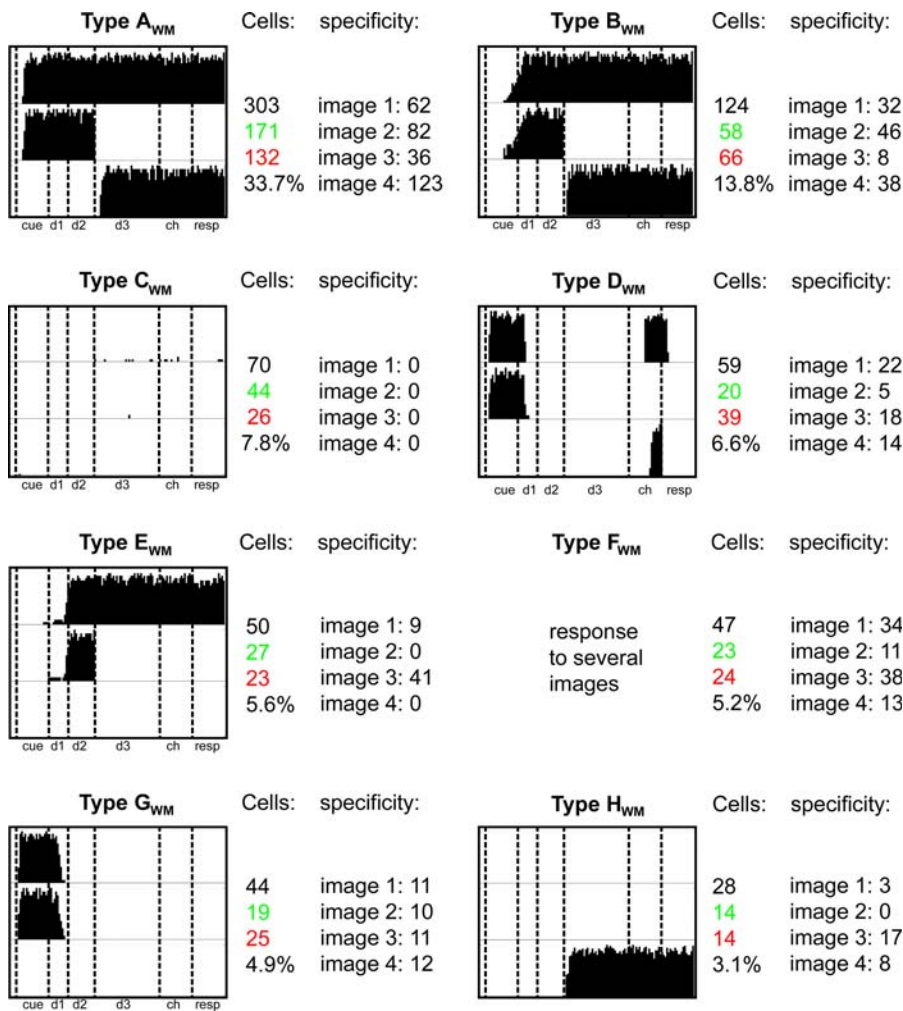 Type A_WM Cells: specificity:
303 image 1: 62
171 image 2: 82
132 image 3: 36
33.7% image 4: 123
cue d1 d2 d3 ch resp
Type B_WM Cells: specificity:
124 image 1: 32
58 image 2: 46
66 image 3: 8
13.8% image 4: 38
cue d1 d2 d3 ch resp
Type C_WM Cells: specificity:
70 image 1: 0
44 image 2: 0
26 image 3: 0
7.8% image 4: 0
cue d1 d2 d3 ch resp
Type D_WM Cells: specificity:
59 image 1: 22
20 image 2: 5
39 image 3: 18
6.6% image 4: 14
cue d1 d2 d3 ch resp
Type E_WM Cells: specificity:
50 image 1: 9
27 image 2: 0
23 image 3: 41
5.6% image 4: 0
cue d1 d2 d3 ch resp
Type F_WM Cells: specificity:
response
to several
images
47 image 1: 34
23 image 2: 11
24 image 3: 38
5.2% image 4: 13
Type G_WM Cells: specificity:
44 image 1: 11
19 image 2: 10
25 image 3: 11
4.9% image 4: 12
cue d1 d2 d3 ch resp
Type H_WM Cells: specificity:
28 image 1: 3
14 image 2: 0
14 image 3: 17
3.1% image 4: 8